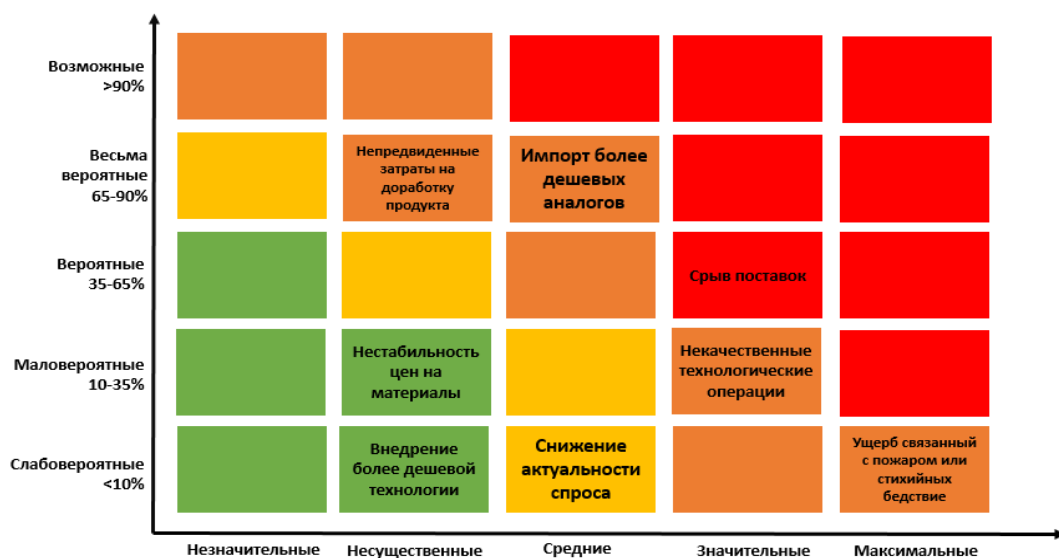 Возможные
>90%
Весьма
вероятные
65-90%
Непредвиденные
затраты на
доработку
продукта
Импорт более
дешевых
аналогов
Вероятные
35-65%
Срыв поставок
Маловероятные
10-35%
Нестабильность
цен на
материалы
Некачественные
технологические
операции
Слабовероятные
<10%
Внедрение
более дешевой
технологии
Снижение
актуальности
спроса
Ущерб связанный
с пожаром или
стихийных
бедствие
Незначительные
Несущественные
Средние
Значительные
Максимальные